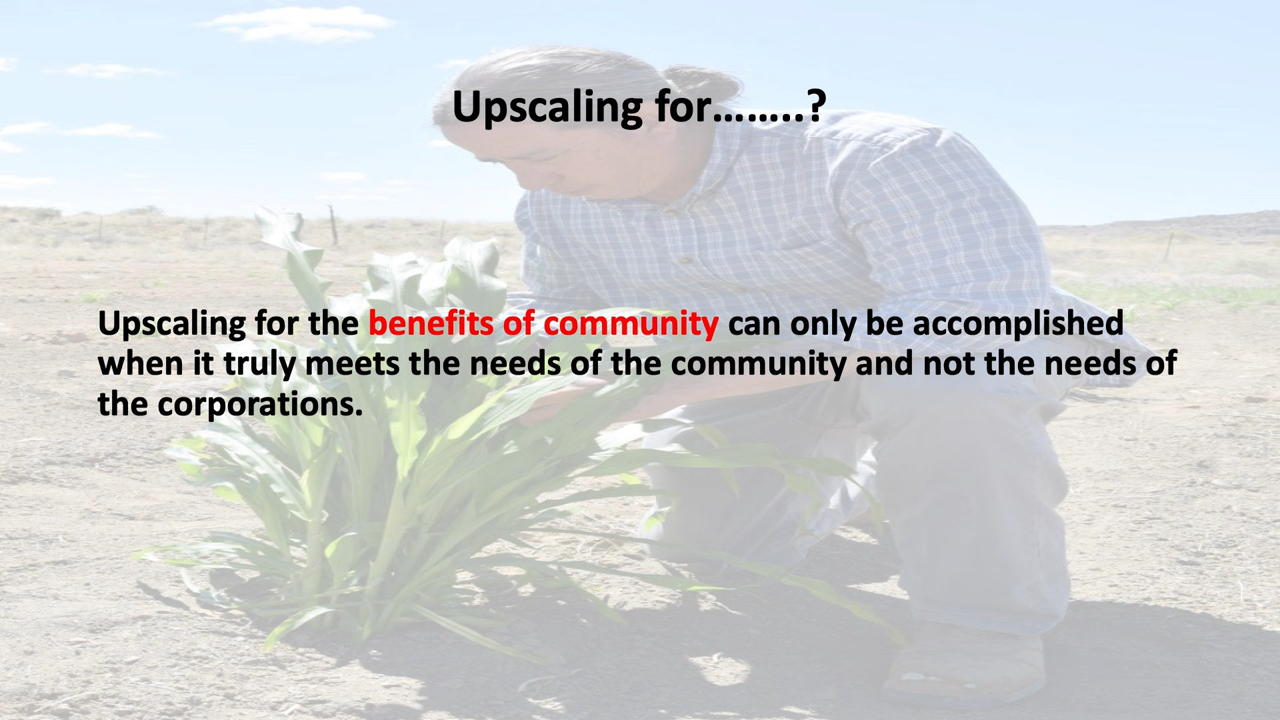 Upscaling for……..?
Upscaling for the benefits of community can only be accomplished
when it truly meets the needs of the community and not the needs of
the corporations.